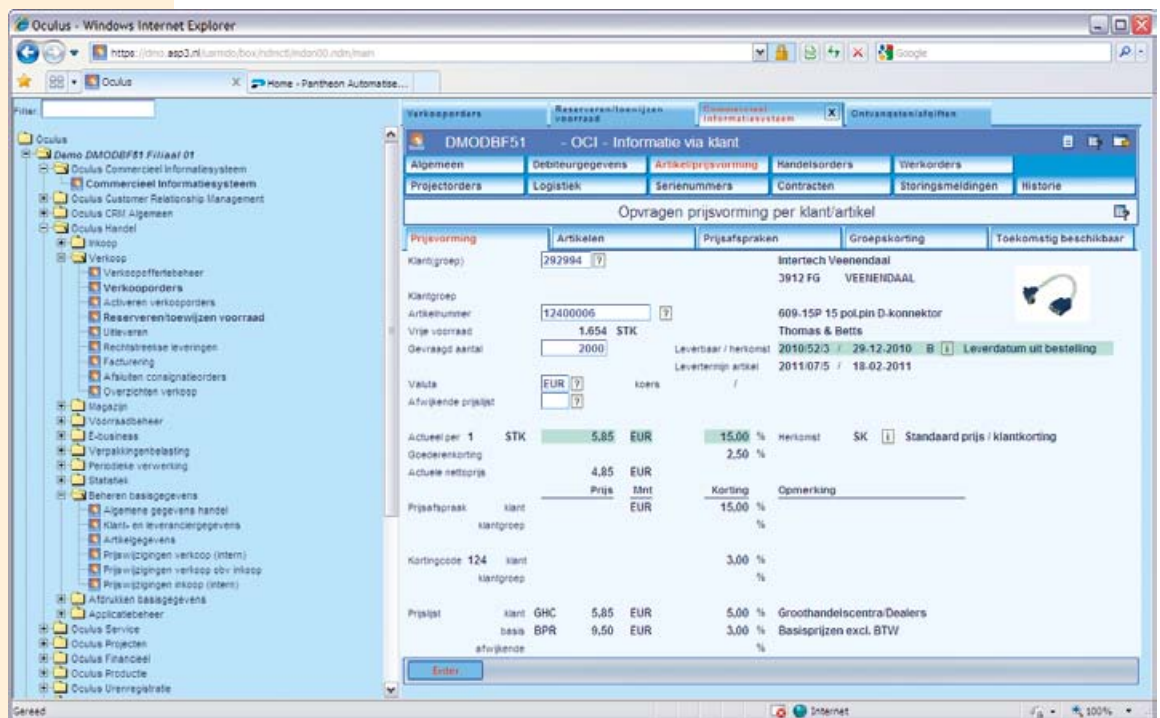 Oculus - Windows Internet Explorer
Google
Oculus X Home - Pantheon Automatise...
Filter:
Oculus
Demo DMODBF51 Filiaal 01
Oculus Commercieel Informatiesysteem
Commercieel Informatiesysteem
Oculus Customer Relationship Management
Oculus CRM Algemeen
Oculus Handel
Inkoop
Verkoop
Verkoopoffertebeheer
Verkooporders
Activeren verkooporders
Reserveren/toewijzen voorraad
Uitleveren
Rechtstreekse leveringen
Facturering
Afsluiten consignatieorders
Overzichten verkoop
Magazijn
Voorraadbeheer
E-business
Verpakkingenbelasting
Periodieke verwerking
Statistiek
Beheren basisgegevens
Algemene gegevens handel
Klant- en leveranciergegevens
Artikelgegevens
Prijswijzigingen verkoop (intern)
Prijswijzigingen verkoop obv inkoop
Prijswijzigingen inkoop (intern)
Afdrukken basisgegevens
Applicatiebeheer
Oculus Service
Oculus Projecten
Oculus Financieel
Oculus Productie
Oculus Urenregistratie
Verkooporders
Reserveren/toewijzen voorraad
Commercieel Informatiesysteem X
Ontvangsten/afgiften
DMODBF51 - OCI - Informatie via klant
Algemeen Debiteurgegevens Artikel/prijsvorming Handelsorders Werkorders
Projectorders Logistiek Serienummers Contracten Storingsmeldingen Historie
Opvragen prijsvorming per klant/artikel
Prijsvorming Artikelen Prijsafspraken Groepskorting Toekomstig beschikbaar
Klant(groep) 292994 ? Intertech Veenendaal
3912 FG VEENENDAAL
Klantgroep
Artikelnummer 12400006 ? 609-15P 15 pol.pin D-konnektor
Vrije voorraad 1.654 STK Thomas & Betts
Gevraagd aantal 2000 Leverbaar / herkomst 2010/52/3 / 29-12-2010 B i Leverdatum uit bestelling
Levertermijn artikel 2011/07/5 / 18-02-2011
Valuta EUR ? koers /
Afwijkende prijslijst ?
Actueel per 1 STK 5,85 EUR 15,00 % Herkomst SK i Standaard prijs / klantkorting
Goederenkorting 2,50 %
Actuele nettoprijs 4,85 EUR
Prijs Mnt Korting Opmerking
Prijsafspraak klant EUR 15,00 %
klantgroep %
Kortingcode 124 klant 3,00 %
klantgroep %
Prijslijst klant GHC 5,85 EUR 5,00 % Groothandelscentra/Dealers
basis BPR 9,50 EUR 3,00 % Basisprijzen excl. BTW
afwijkende %
Enter
Gereed Internet 100%